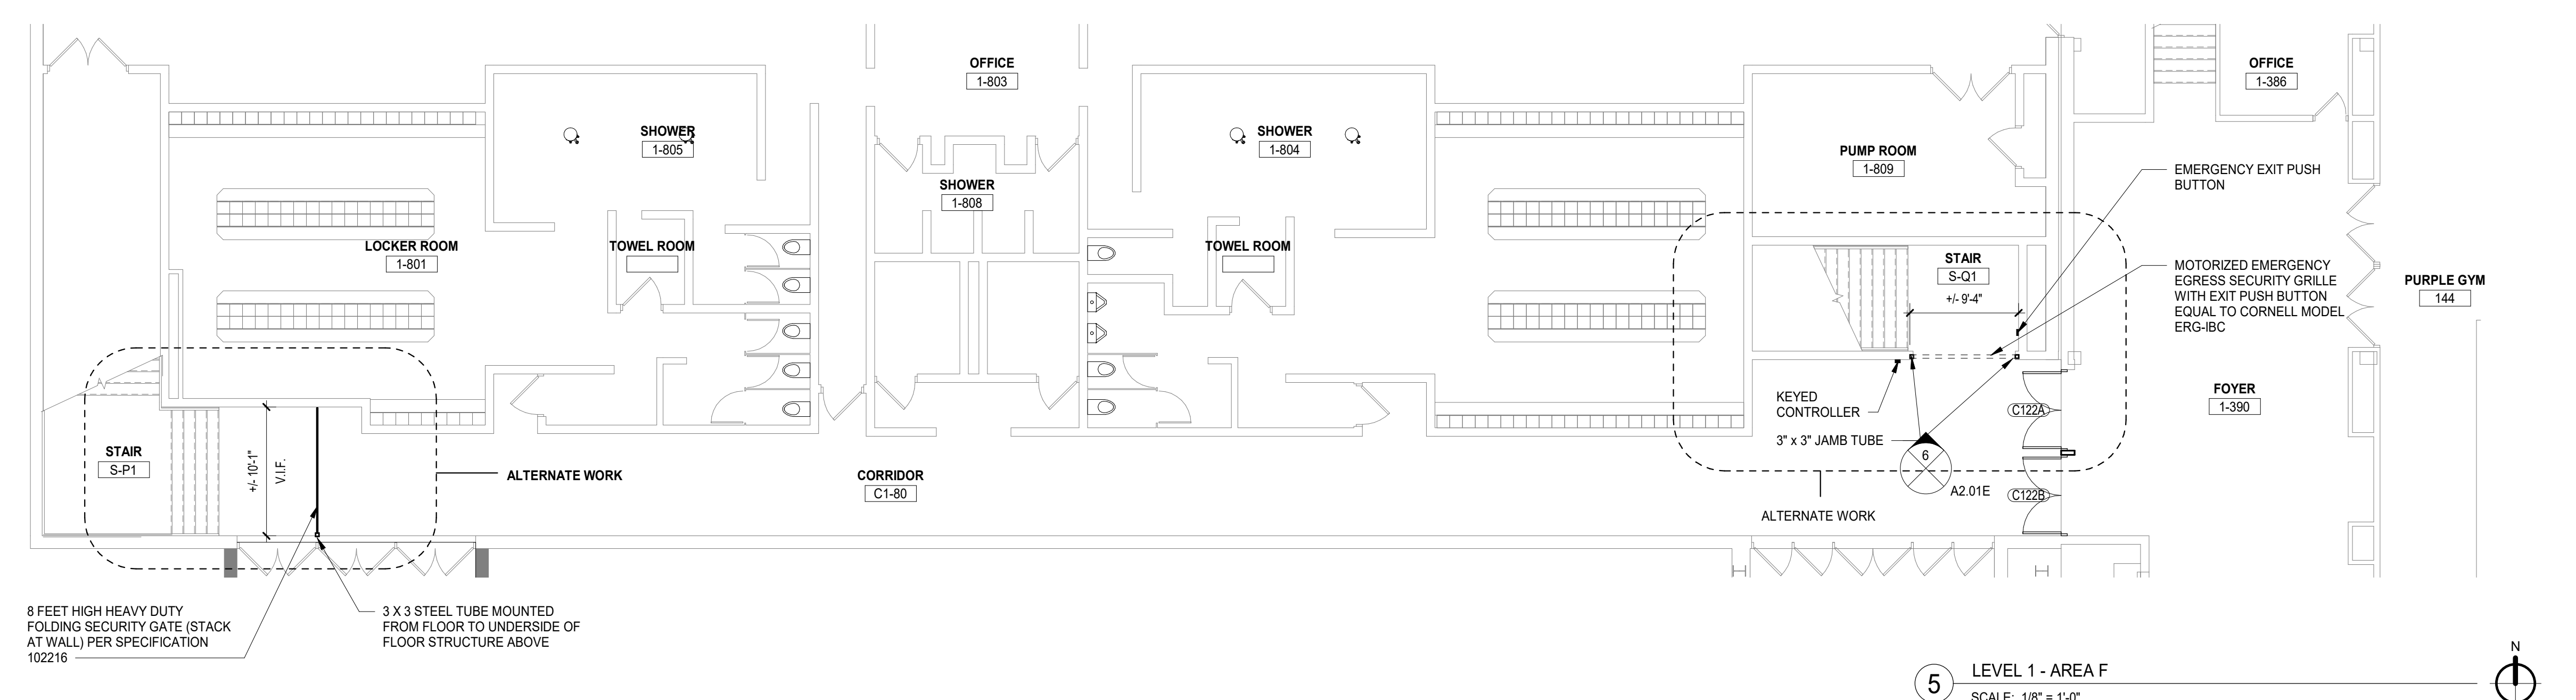 OFFICE
1-803
OFFICE
1-386
SHOWER
1-805
SHOWER
1-804
PUMP ROOM
1-809
EMERGENCY EXIT PUSH
BUTTON
SHOWER
1-808
LOCKER ROOM
1-801
TOWEL ROOM
TOWEL ROOM
STAIR
S-Q1
+/- 9'-4"
MOTORIZED EMERGENCY
EGRESS SECURITY GRILLE
WITH EXIT PUSH BUTTON
EQUAL TO CORNELL MODEL
ERG-IBC
PURPLE GYM
144
KEYED
CONTROLLER
3" x 3" JAMB TUBE
C122A
FOYER
1-390
STAIR
S-P1
+/- 10'-1"
V.I.F.
ALTERNATE WORK
CORRIDOR
C1-80
6
A2.01E
C122B
ALTERNATE WORK
8 FEET HIGH HEAVY DUTY
FOLDING SECURITY GATE (STACK
AT WALL) PER SPECIFICATION
102216
3 X 3 STEEL TUBE MOUNTED
FROM FLOOR TO UNDERSIDE OF
FLOOR STRUCTURE ABOVE
N
5
LEVEL 1 - AREA F
SCALE: 1/8" = 1'-0"